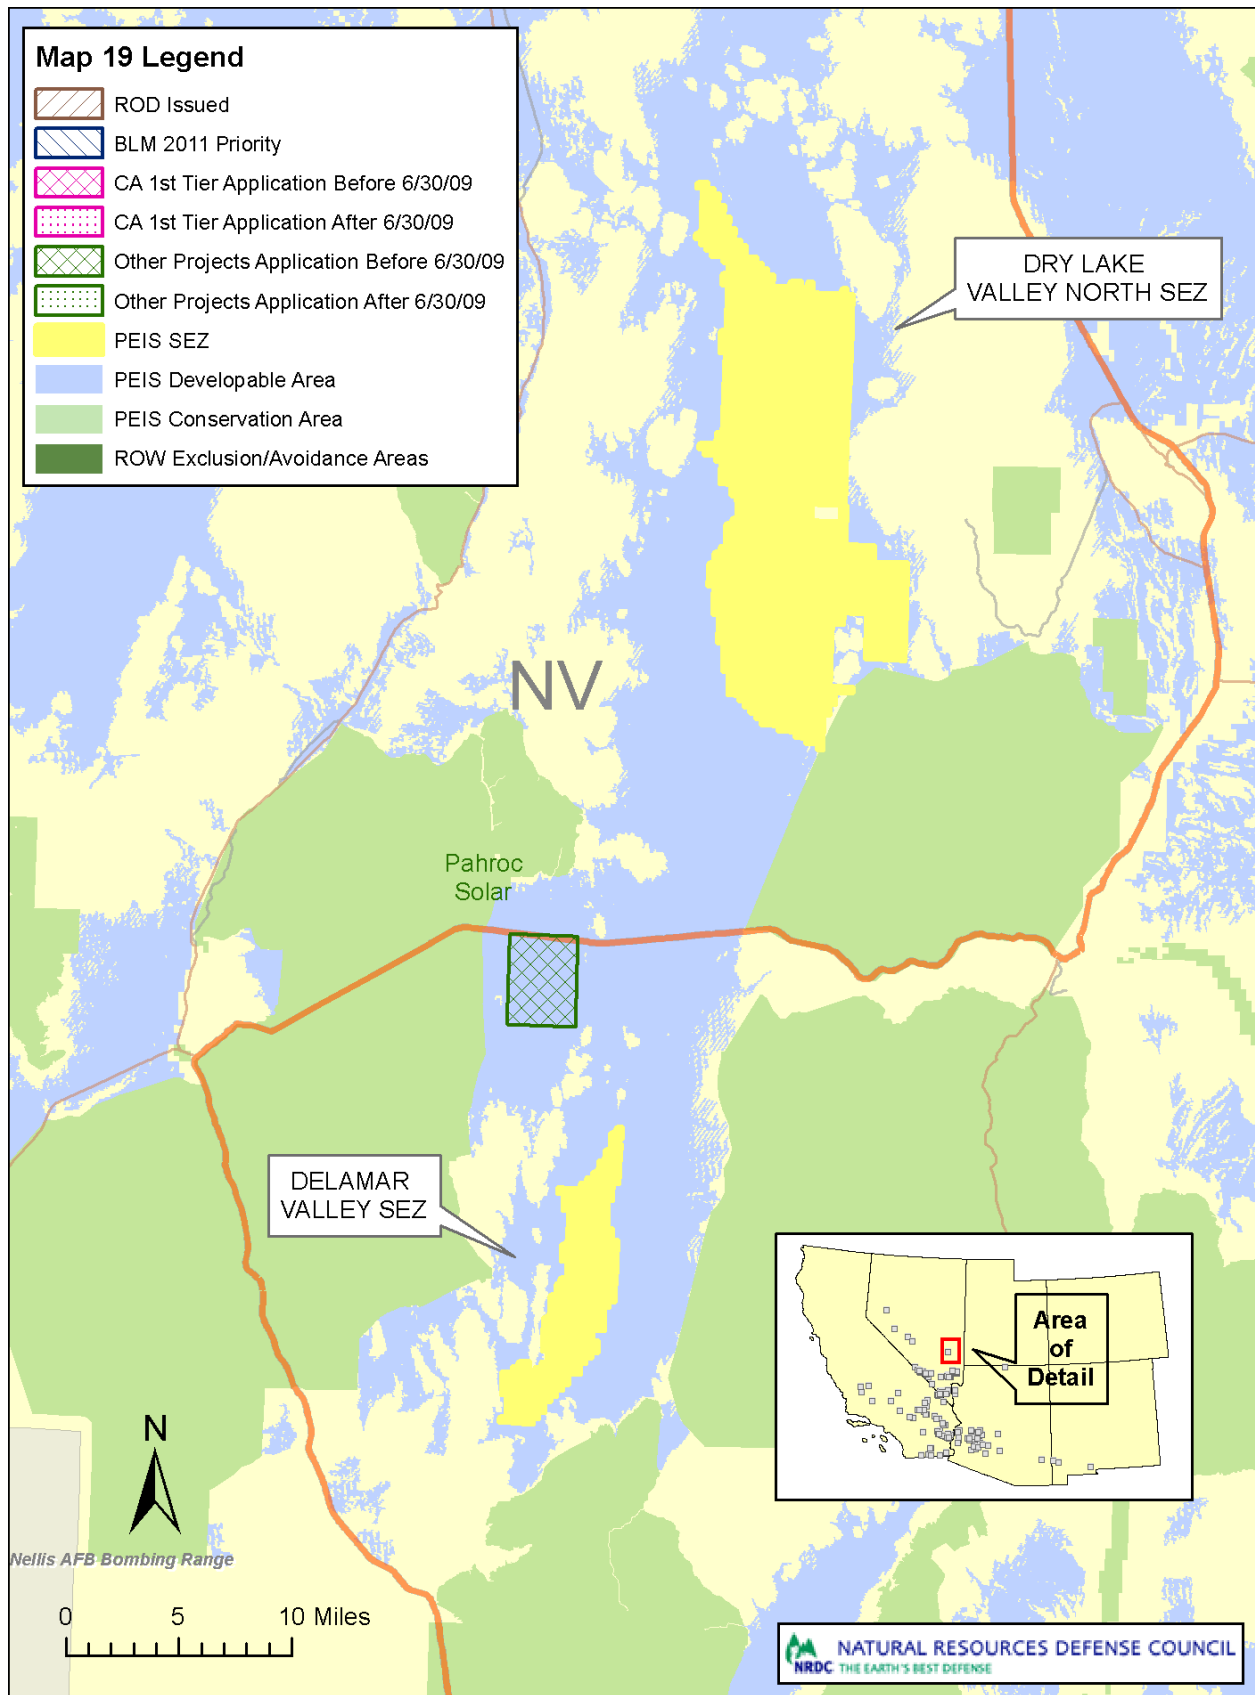 Map 19 Legend
ROD Issued
BLM 2011 Priority
CA 1st Tier Application Before 6/30/09
CA 1st Tier Application After 6/30/09
Other Projects Application Before 6/30/09
Other Projects Application After 6/30/09
PEIS SEZ
PEIS Developable Area
PEIS Conservation Area
ROW Exclusion/Avoidance Areas
DRY LAKE
VALLEY NORTH SEZ
NV
Pahroc
Solar
DELAMAR
VALLEY SEZ
Area
of
Detail
N
Nellis AFB Bombing Range
0 5 10 Miles
NATURAL RESOURCES DEFENSE COUNCIL
NRDC THE EARTH'S BEST DEFENSE